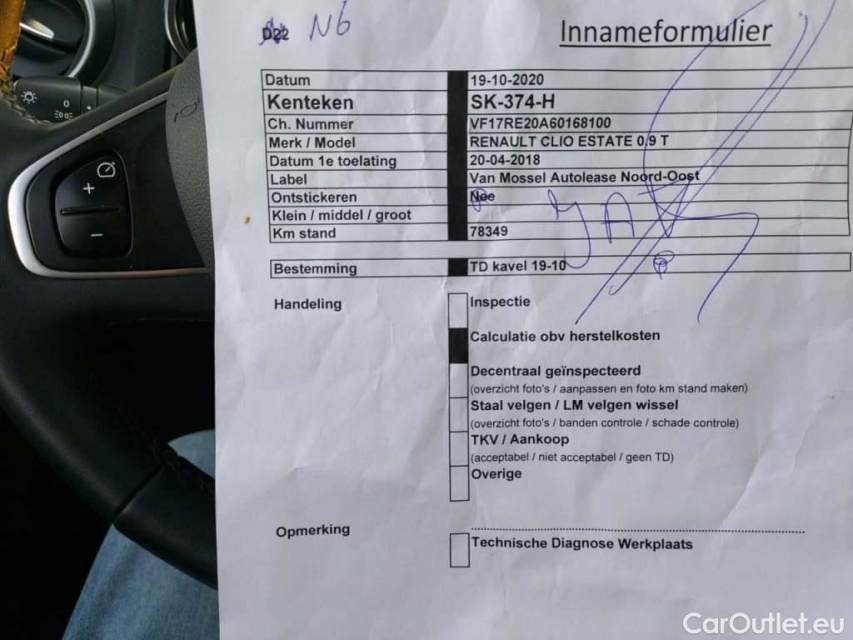 D22 N6
Innameformulier
Datum 19-10-2020
Kenteken SK-374-H
Ch. Nummer VF17RE20A60168100
Merk / Model RENAULT CLIO ESTATE 0,9 T
Datum 1e toelating 20-04-2018
Label Van Mossel Autolease Noord-Oost
Ontstickeren Nee
Klein / middel / groot
Km stand 78349
Bestemming TD kavel 19-10
Handeling Inspectie
Calculatie obv herstelkosten
Decentraal geïnspecteerd
(overzicht foto's / aanpassen en foto km stand maken)
Staal velgen / LM velgen wissel
(overzicht foto's / banden controle / schade controle)
TKV / Aankoop
(acceptabel / niet acceptabel / geen TD)
Overige
Opmerking
Technische Diagnose Werkplaats
0
CarOutlet.eu